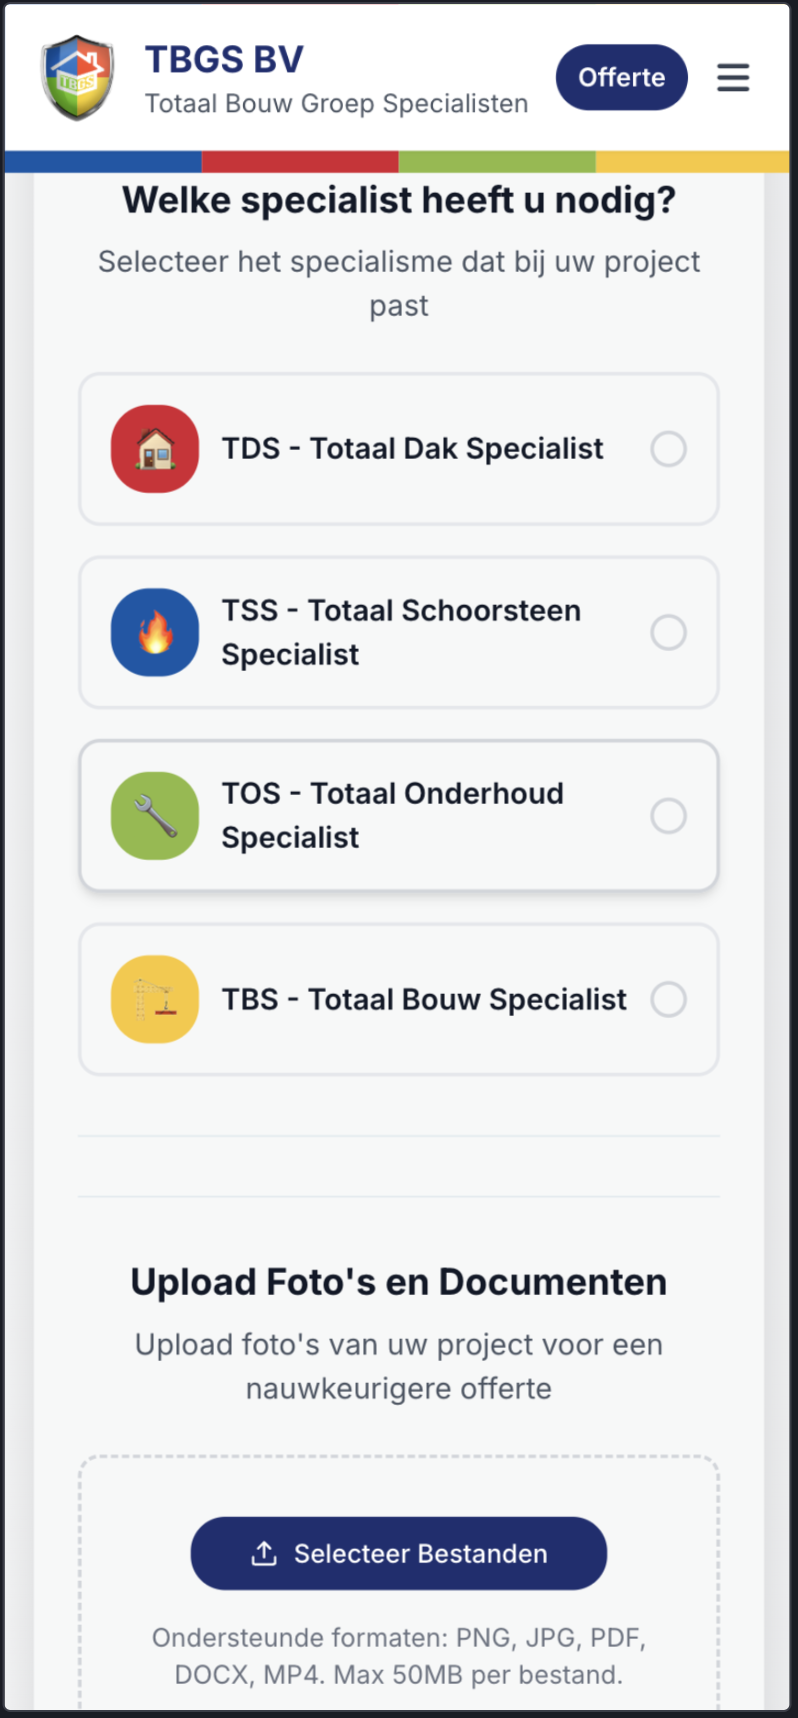 TBGS
TBGS BV
Totaal Bouw Groep Specialisten
Offerte
Welke specialist heeft u nodig?
Selecteer het specialisme dat bij uw project
past
TDS - Totaal Dak Specialist
TSS - Totaal Schoorsteen
Specialist
TOS - Totaal Onderhoud
Specialist
TBS - Totaal Bouw Specialist
Upload Foto's en Documenten
Upload foto's van uw project voor een
nauwkeurigere offerte
Selecteer Bestanden
Ondersteunde formaten: PNG, JPG, PDF,
DOCX, MP4. Max 50MB per bestand.